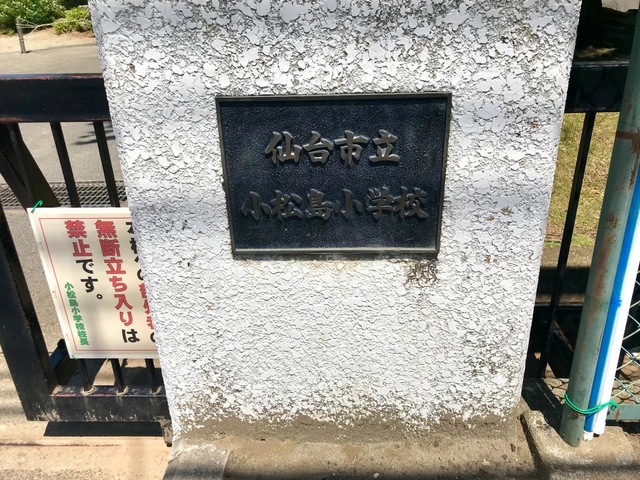 仙台市立
小松島小学校
無断立ち入りは
禁止です。
小松島小学校校長